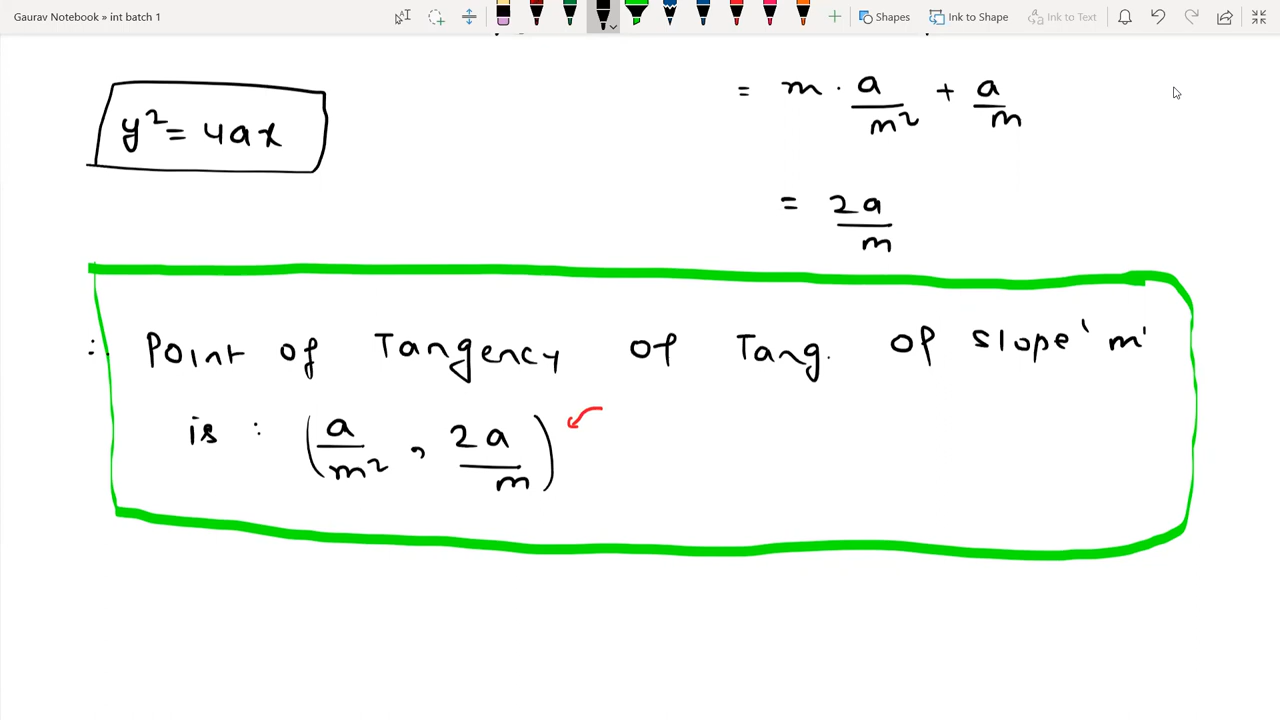 Gaurav Notebook » int batch 1
Shapes Ink to Shape Ink to Text
y² = 4ax
= m · a/m² + a/m
= 2a/m
∴ Point of Tangency of Tang. of slope 'm'
is : (a/m² , 2a/m)